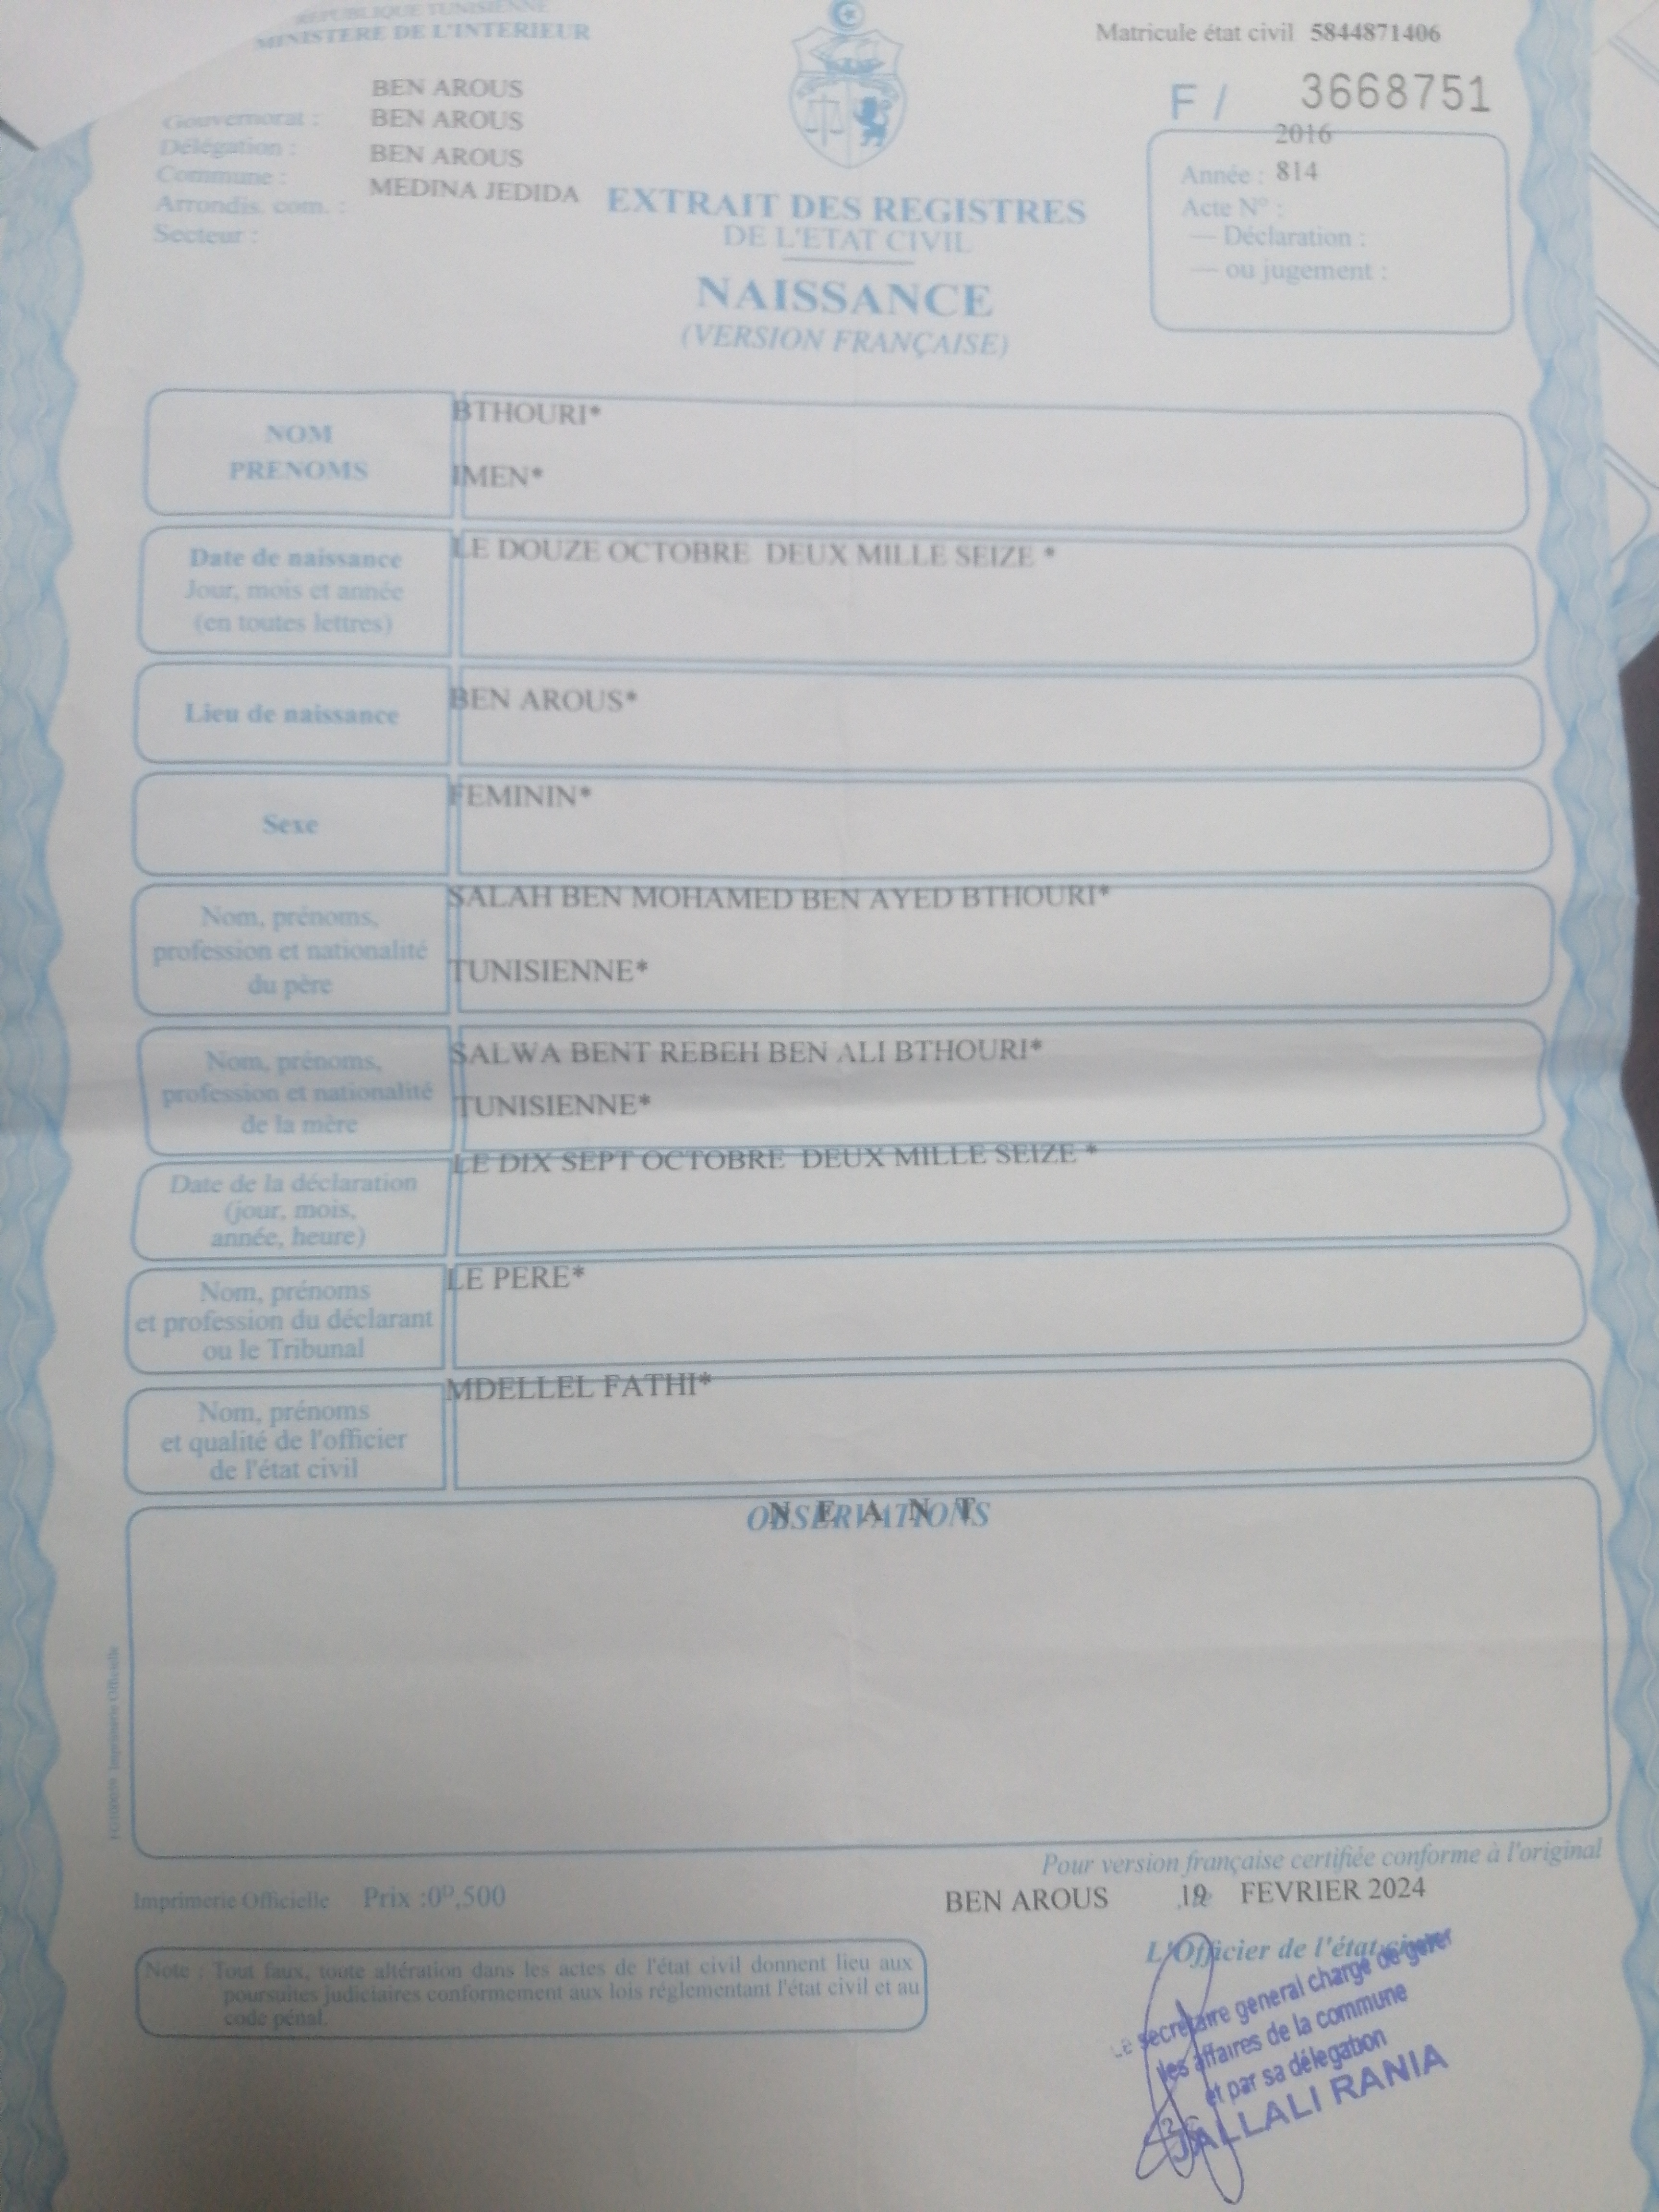 REPUBLIQUE TUNISIENNE
MINISTERE DE L'INTERIEUR
Matricule état civil 5844871406
F / 3668751
BEN AROUS
Gouvernorat : BEN AROUS
Délégation : BEN AROUS
Commune : MEDINA JEDIDA
Arrondis. com. :
Secteur :
2016
Année : 814
Acte N° :
— Déclaration :
— ou jugement :
EXTRAIT DES REGISTRES
DE L'ETAT CIVIL
NAISSANCE
(VERSION FRANÇAISE)
NOM BTHOURI*
PRENOMS IMEN*
Date de naissance LE DOUZE OCTOBRE DEUX MILLE SEIZE *
Jour, mois et année
(en toutes lettres)
Lieu de naissance BEN AROUS*
Sexe FEMININ*
Nom, prénoms, SALAH BEN MOHAMED BEN AYED BTHOURI*
profession et nationalité TUNISIENNE*
du père
Nom, prénoms, SALWA BENT REBEH BEN ALI BTHOURI*
profession et nationalité TUNISIENNE*
de la mère
Date de la déclaration LE DIX SEPT OCTOBRE DEUX MILLE SEIZE *
(jour, mois,
année, heure)
Nom, prénoms LE PERE*
et profession du déclarant
ou le Tribunal
Nom, prénoms MDELLEL FATHI*
et qualité de l'officier
de l'état civil
OBSERVATIONS
N E A N T
Pour version française certifiée conforme à l'original
Imprimerie Officielle Prix :0ᴰ,500
BEN AROUS FEVRIER 2024
L'Officier de l'état civil
Note : Tout faux, toute altération dans les actes de l'état civil donnent lieu aux
poursuites judiciaires conformement aux lois réglementant l'état civil et au
code pénal.
Le secretaire general chargé de gerer
les affaires de la commune
et par sa délegation
JALLALI RANIA